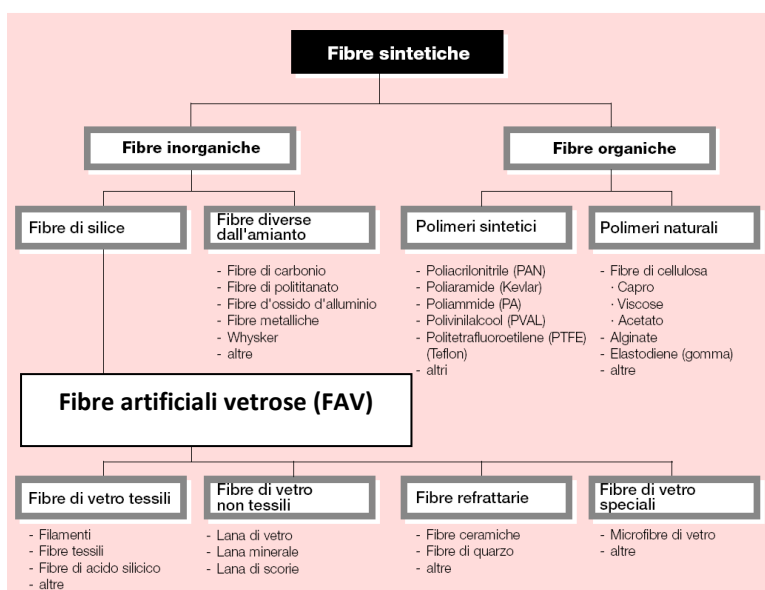 Fibre sintetiche
Fibre inorganiche
Fibre organiche
Fibre di silice
Fibre diverse
dall'amianto
- Fibre di carbonio
- Fibre di polititanato
- Fibre d'ossido d'alluminio
- Fibre metalliche
- Whysker
- altre
Polimeri sintetici
- Poliacrilonitrile (PAN)
- Poliaramide (Kevlar)
- Poliammide (PA)
- Polivinilalcool (PVAL)
- Politetrafluoroetilene (PTFE)
(Teflon)
- altri
Polimeri naturali
- Fibre di cellulosa
· Capro
· Viscose
· Acetato
- Alginate
- Elastodiene (gomma)
- altre
Fibre artificiali vetrose (FAV)
Fibre di vetro tessili
- Filamenti
- Fibre tessili
- Fibre di acido silicico
- altre
Fibre di vetro
non tessili
- Lana di vetro
- Lana minerale
- Lana di scorie
Fibre refrattarie
- Fibre ceramiche
- Fibre di quarzo
- altre
Fibre di vetro
speciali
- Microfibre di vetro
- altre